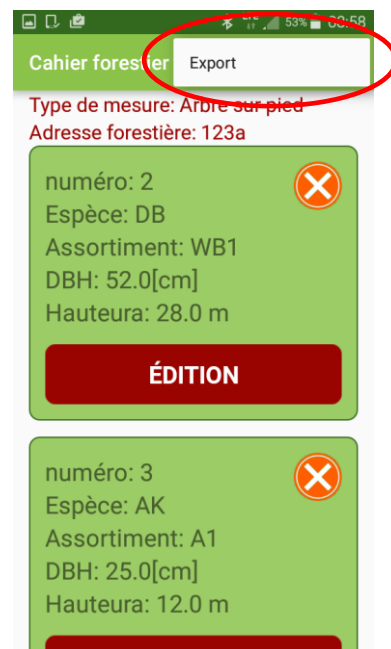 53%
Cahier forestier
Export
Type de mesure: Arbre sur pied
Adresse forestière: 123a
numéro: 2
Espèce: DB
Assortiment: WB1
DBH: 52.0[cm]
Hauteura: 28.0 m
ÉDITION
numéro: 3
Espèce: AK
Assortiment: A1
DBH: 25.0[cm]
Hauteura: 12.0 m